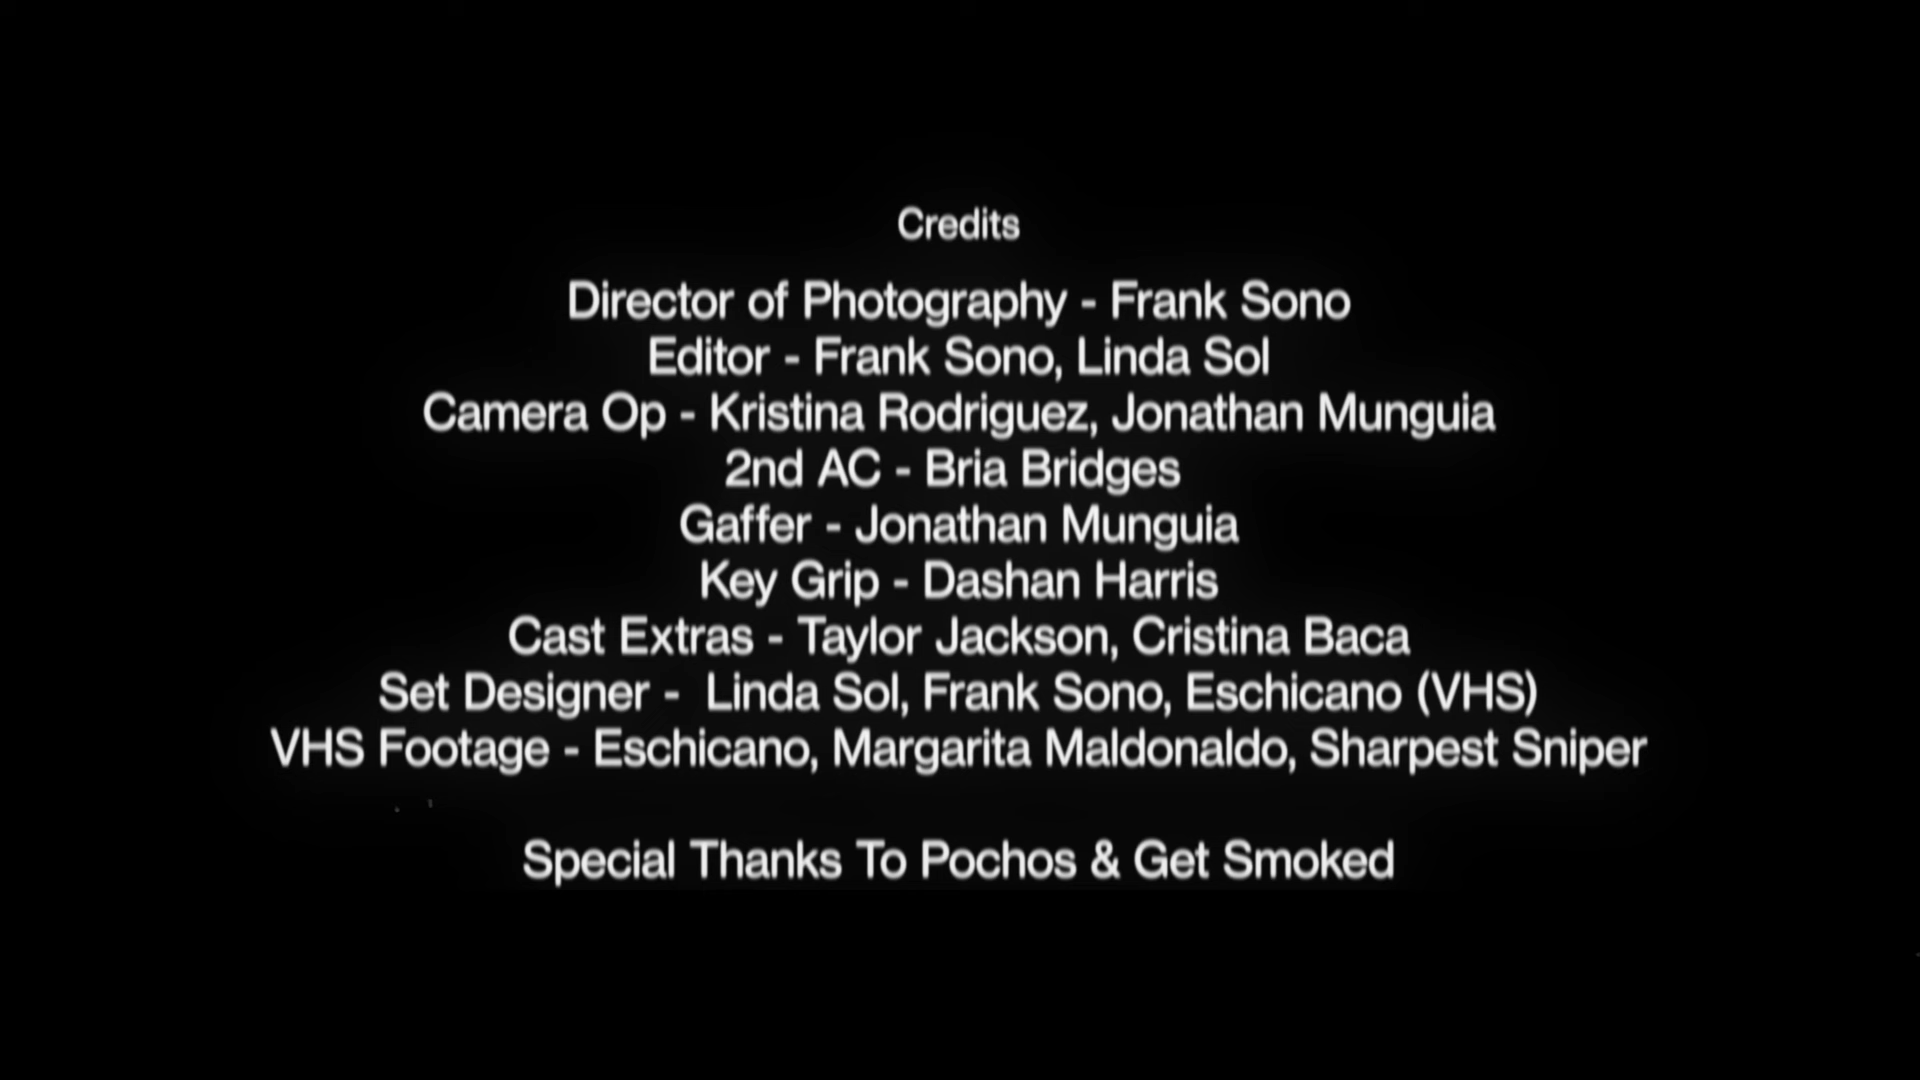 Credits
Director of Photography - Frank Sono
Editor - Frank Sono, Linda Sol
Camera Op - Kristina Rodriguez, Jonathan Munguia
2nd AC - Bria Bridges
Gaffer - Jonathan Munguia
Key Grip - Dashan Harris
Cast Extras - Taylor Jackson, Cristina Baca
Set Designer -  Linda Sol, Frank Sono, Eschicano (VHS)
VHS Footage - Eschicano, Margarita Maldonaldo, Sharpest Sniper
Special Thanks To Pochos & Get Smoked